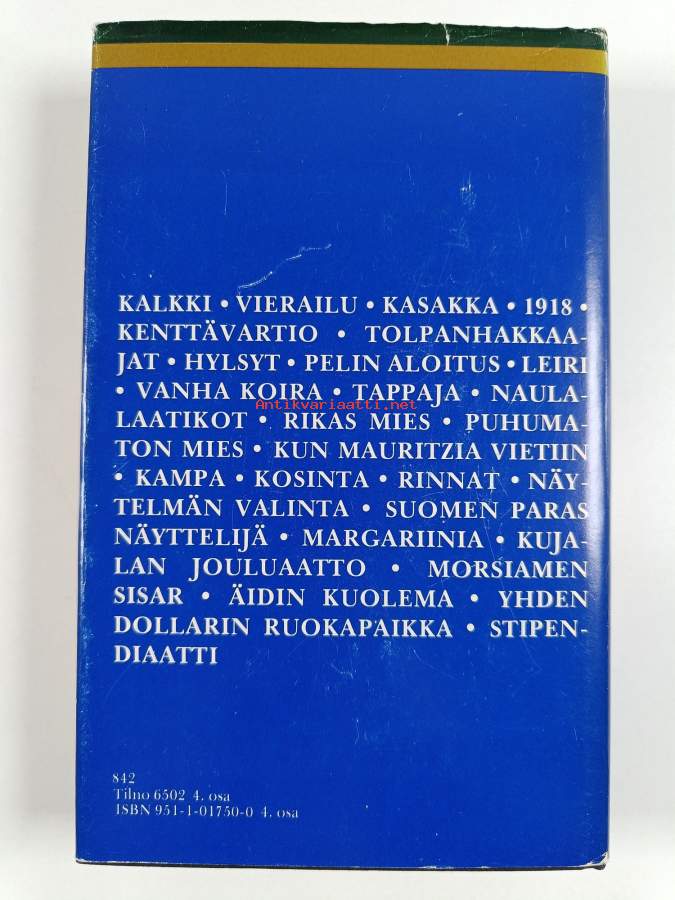 KALKKI • VIERAILU • KASAKKA • 1918 •
KENTTÄVARTIO • TOLPANHAKKAA-
JAT • HYLSYT • PELIN ALOITUS • LEIRI
• VANHA KOIRA • TAPPAJA • NAULA-
Antikvariaatti.net
LAATIKOT • RIKAS MIES • PUHUMA-
TON MIES • KUN MAURITZIA VIETIIN
• KAMPA • KOSINTA • RINNAT • NÄY-
TELMÄN VALINTA • SUOMEN PARAS
NÄYTTELIJÄ • MARGARIINIA • KUJA-
LAN JOULUAATTO • MORSIAMEN
SISAR • ÄIDIN KUOLEMA • YHDEN
DOLLARIN RUOKAPAIKKA • STIPEN-
DIAATTI
842
Tilno 6502 4. osa
ISBN 951-1-01750-0 4. osa